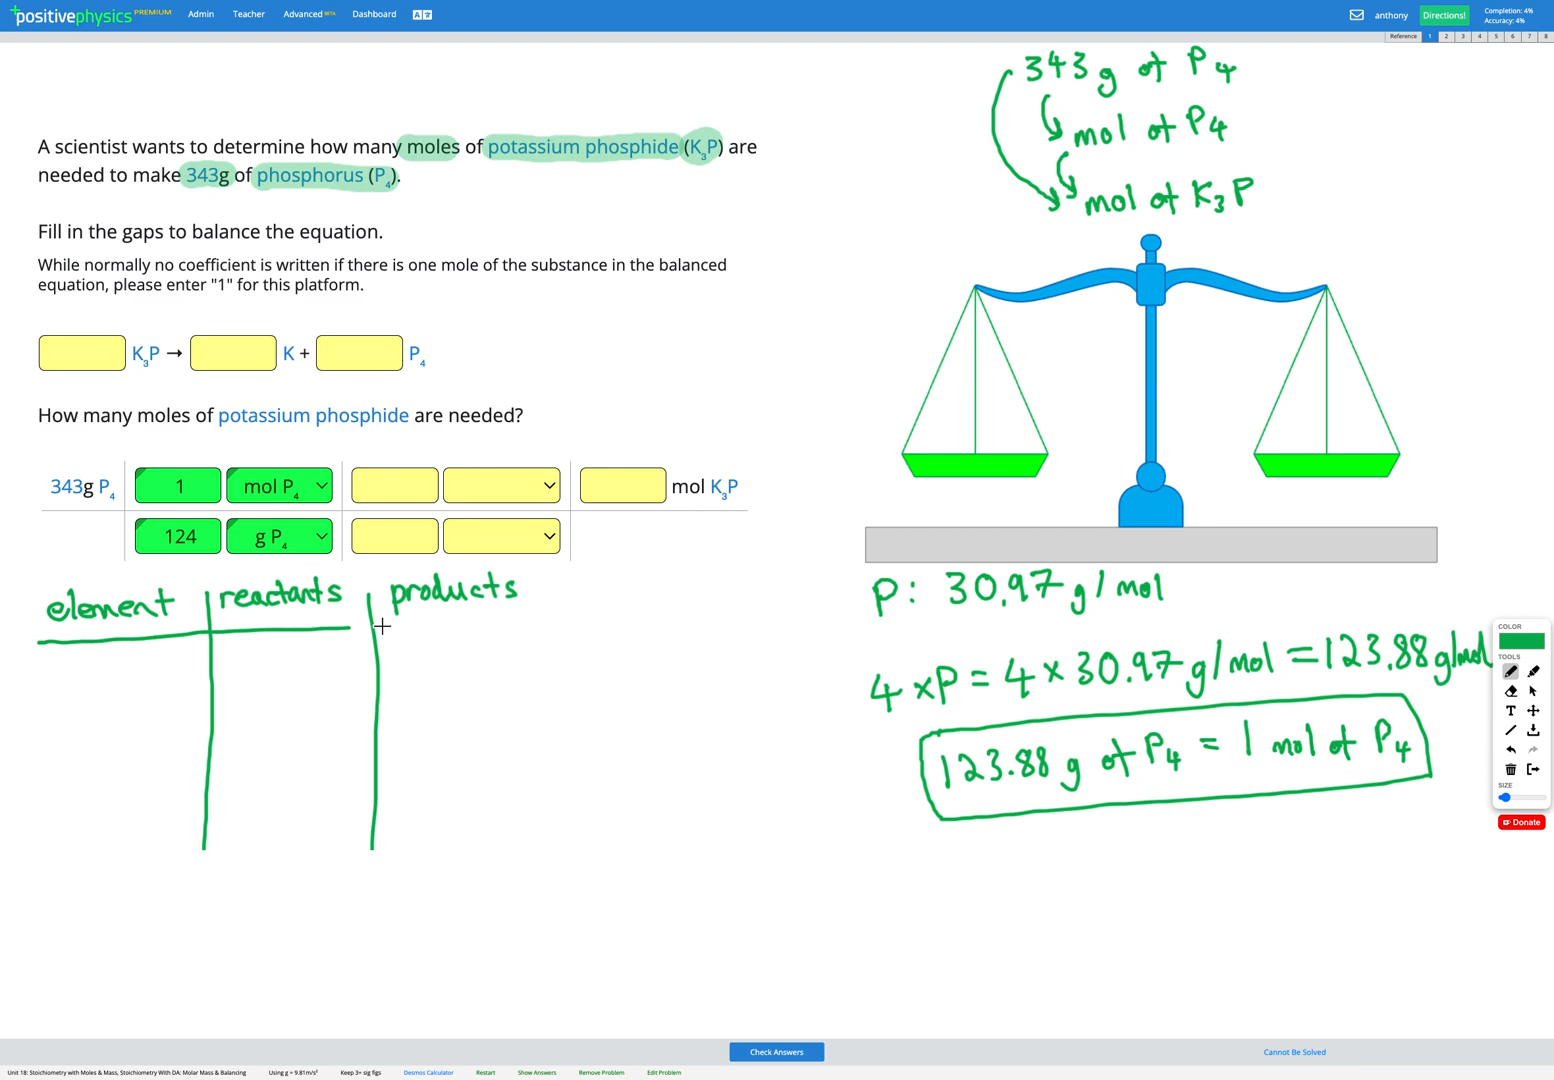 +positivephysics PREMIUM Admin Teacher Advanced BETA Dashboard A anthony Directions! Completion: 4%
Accuracy: 4%
Reference 1 2 3 4 5 6 7 8
A scientist wants to determine how many moles of potassium phosphide (K₃P) are
needed to make 343g of phosphorus (P₄).
Fill in the gaps to balance the equation.
While normally no coefficient is written if there is one mole of the substance in the balanced
equation, please enter "1" for this platform.
K₃P → K + P₄
How many moles of potassium phosphide are needed?
343g P₄ 1 mol P₄ mol K₃P
124 g P₄
element reactants products
343g of P₄
mol of P₄
mol of K₃P
P: 30.97 g/mol
4 × P = 4 × 30.97 g/mol = 123.88 g/mol
123.88 g of P₄ = 1 mol of P₄
COLOR
TOOLS
T
SIZE
Donate
Check Answers Cannot Be Solved
Unit 18: Stoichiometry with Moles & Mass, Stoichiometry With DA: Molar Mass & Balancing Using g = 9.81m/s² Keep 3+ sig figs Desmos Calculator Restart Show Answers Remove Problem Edit Problem